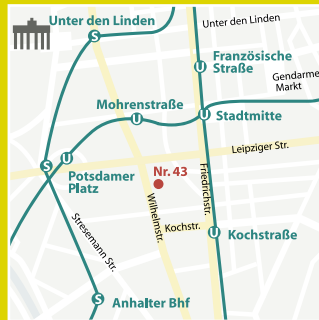 Unter den Linden
S
Unter den Linden
Französische
Straße
U
Gendarme
Markt
Mohrenstraße
U
U
Stadtmitte
Leipziger Str.
S
U
Potsdamer
Platz
Nr. 43
Friedrichstr.
Wilhelmstr.
Kochstr.
U
Kochstraße
Stresemann Str.
S
Anhalter Bhf